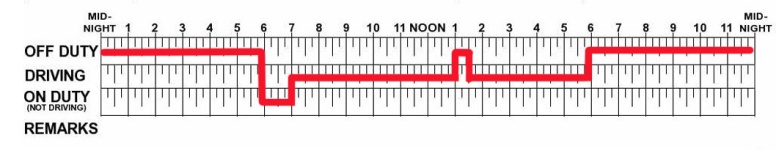 MID-
NIGHT 1 2 3 4 5 6 7 8 9 10 11 NOON 1 2 3 4 5 6 7 8 9 10 11 MID-
NIGHT
OFF DUTY
DRIVING
ON DUTY
(NOT DRIVING)
REMARKS